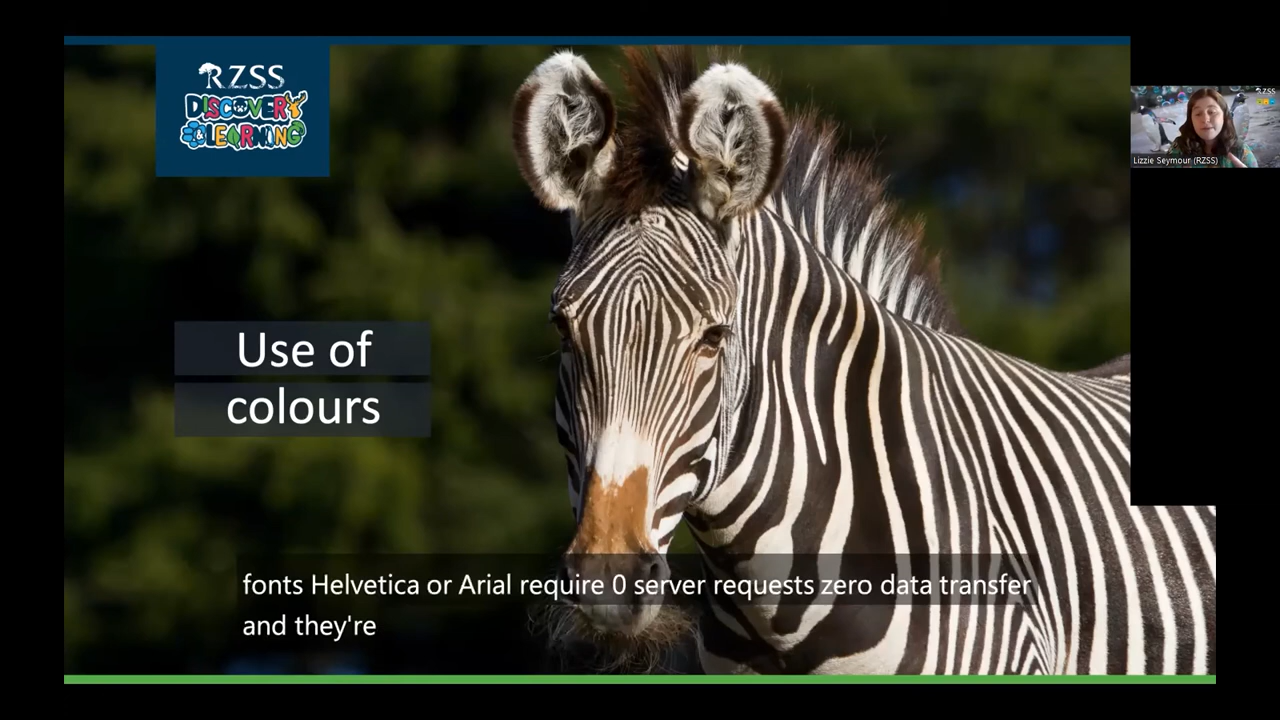 RZSS
DISCOVERY
&LEARNING
RZSS
Lizzie Seymour (RZSS)
Use of
colours
fonts Helvetica or Arial require 0 server requests zero data transfer
and they're